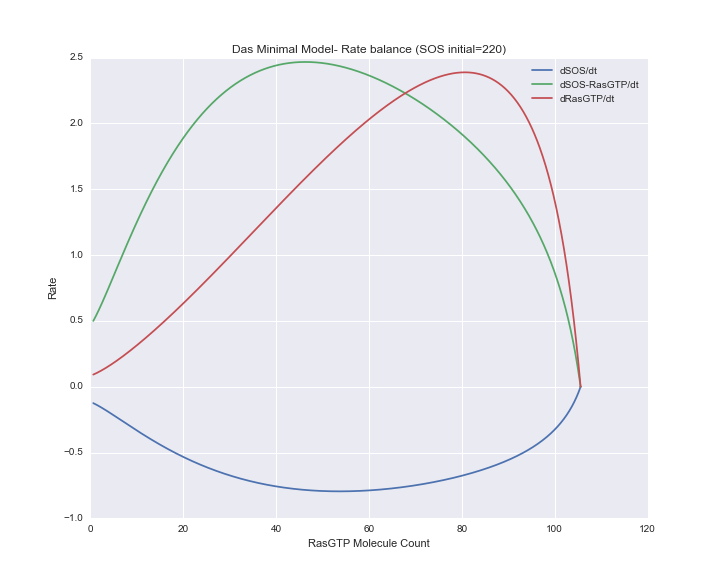 Das Minimal Model- Rate balance (SOS initial=220)
dSOS/dt
dSOS-RasGTP/dt
dRasGTP/dt
2.5
2.0
1.5
1.0
0.5
0.0
−0.5
−1.0
Rate
0 20 40 60 80 100 120
RasGTP Molecule Count